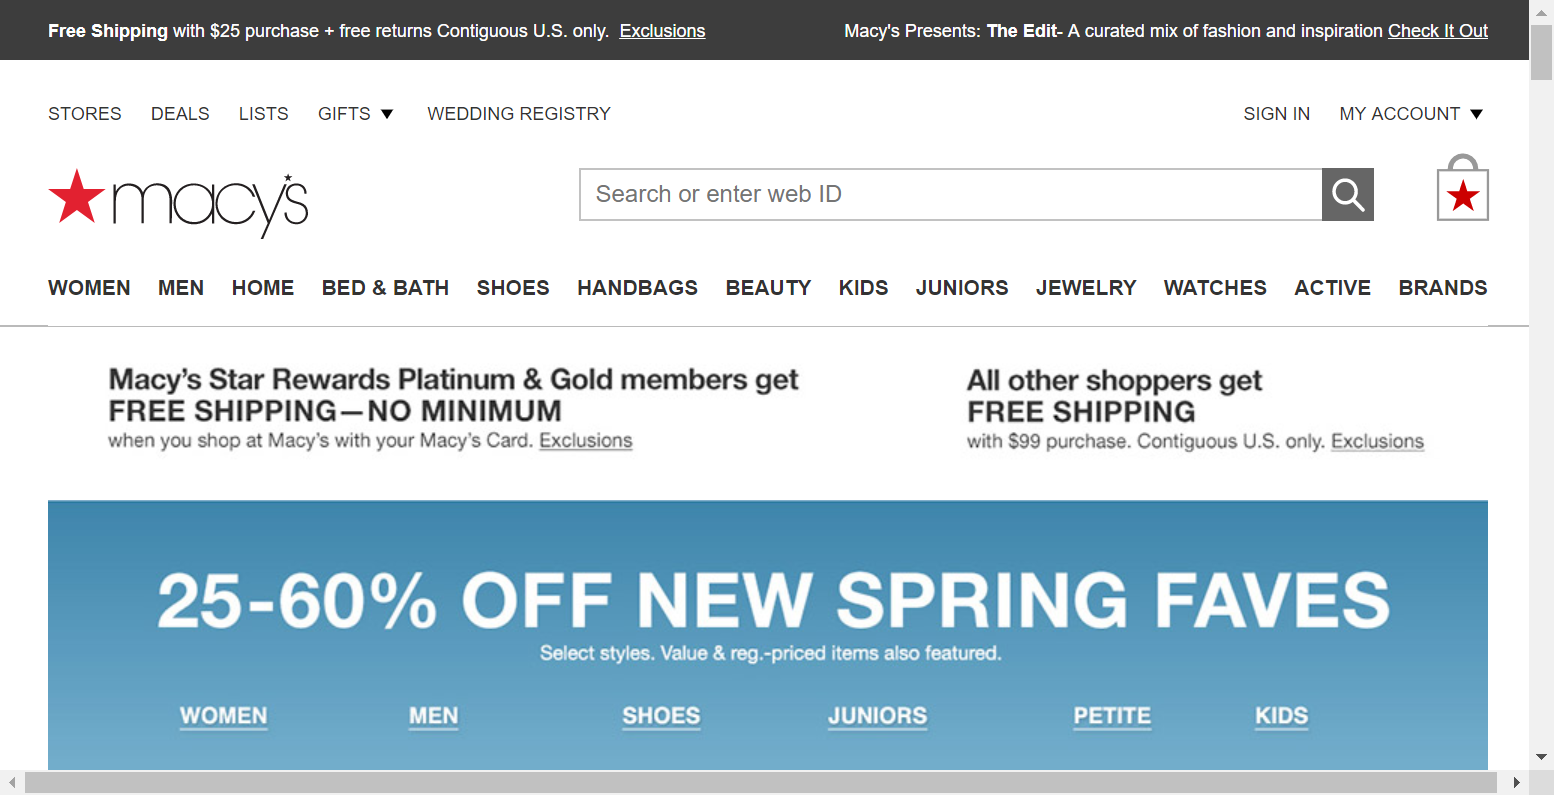 Free Shipping with $25 purchase + free returns Contiguous U.S. only. Exclusions
Macy's Presents: The Edit- A curated mix of fashion and inspiration Check It Out
STORES DEALS LISTS GIFTS WEDDING REGISTRY
SIGN IN MY ACCOUNT
macy's
Search or enter web ID
WOMEN MEN HOME BED & BATH SHOES HANDBAGS BEAUTY KIDS JUNIORS JEWELRY WATCHES ACTIVE BRANDS
Macy's Star Rewards Platinum & Gold members get
FREE SHIPPING—NO MINIMUM
when you shop at Macy's with your Macy's Card. Exclusions
All other shoppers get
FREE SHIPPING
with $99 purchase. Contiguous U.S. only. Exclusions
25-60% OFF NEW SPRING FAVES
Select styles. Value & reg.-priced items also featured.
WOMEN MEN SHOES JUNIORS PETITE KIDS